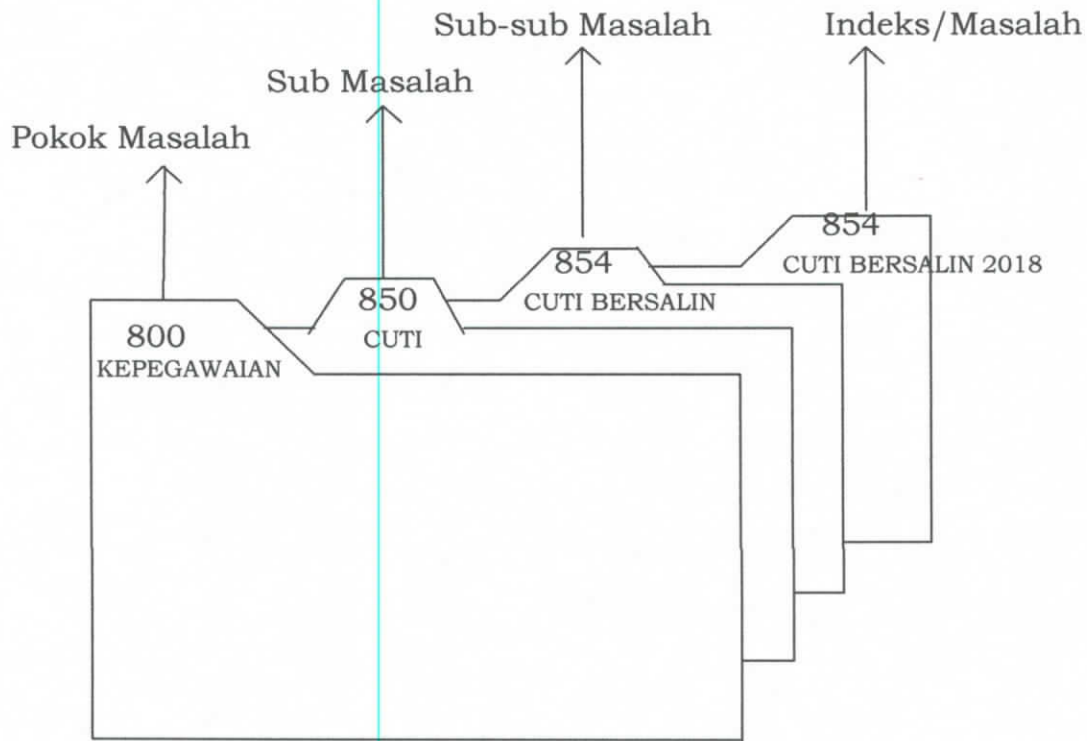 Sub-sub Masalah
Indeks/Masalah
Sub Masalah
Pokok Masalah
854
CUTI BERSALIN 2018
854
CUTI BERSALIN
850
CUTI
800
KEPEGAWAIAN